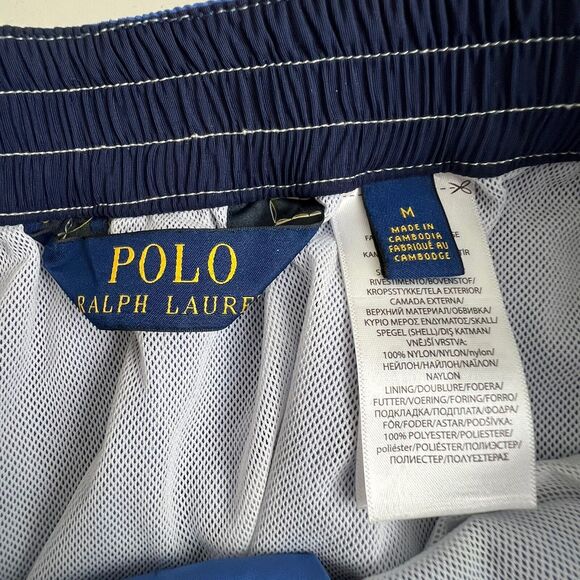 POLO
RALPH LAURE
M
MADE IN
CAMBODIA
FABRIQUÉ AU
CAMBODGE
RIVESTIMENTO/BOVENSTOF/
KROPSSTYKKE/TELA EXTERIOR/
CAMADA EXTERNA/
ВЕРХНИЙ МАТЕРИАЛ/ОБВИВКА/
ΚΥΡΙΟ ΜΕΡΟΣ ΕΝΔΥΜΑΤΟΣ/SKALL/
SPEGEL (SHELL)/DIŞ KATMAN/
VNĚJŠÍ VRSTVA:
100% NYLON/NYLON/nylon/
НЕЙЛОН/НАЙЛОН/ΝΑΪΛΟΝ/
NAYLON
LINING/DOUBLURE/FODERA/
FUTTER/VOERING/FORING/FORRO/
ПОДКЛАДКА/ПОДПЛАТА/ΦΟΔΡΑ/
FÖR/FODER/ASTAR/PODŠÍVKA:
100% POLYESTER/POLIESTERE/
poliéster/POLIÉSTER/ПОЛИЭСТЕР/
ПОЛИЕСТЕР/ΠΟΛΥΕΣΤΕΡΑΣ